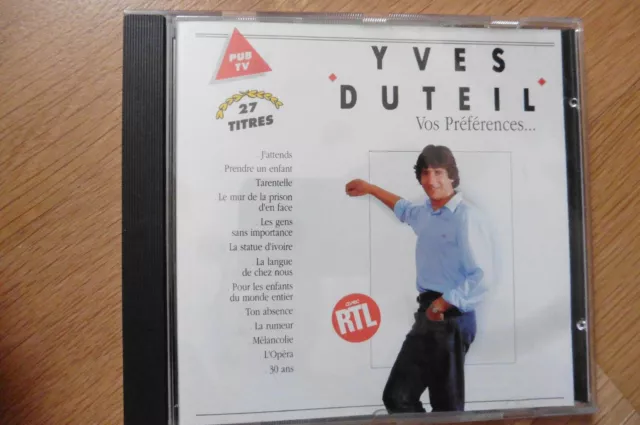 PUB
TV
27
TITRES
YVES
DUTEIL
Vos Préférences...
J'attends
Prendre un enfant
Tarentelle
Le mur de la prison
d'en face
Les gens
sans importance
La statue d'ivoire
La langue
de chez nous
Pour les enfants
du monde entier
Ton absence
La rumeur
Mélancolie
L'Opéra
30 ans
avec
RTL